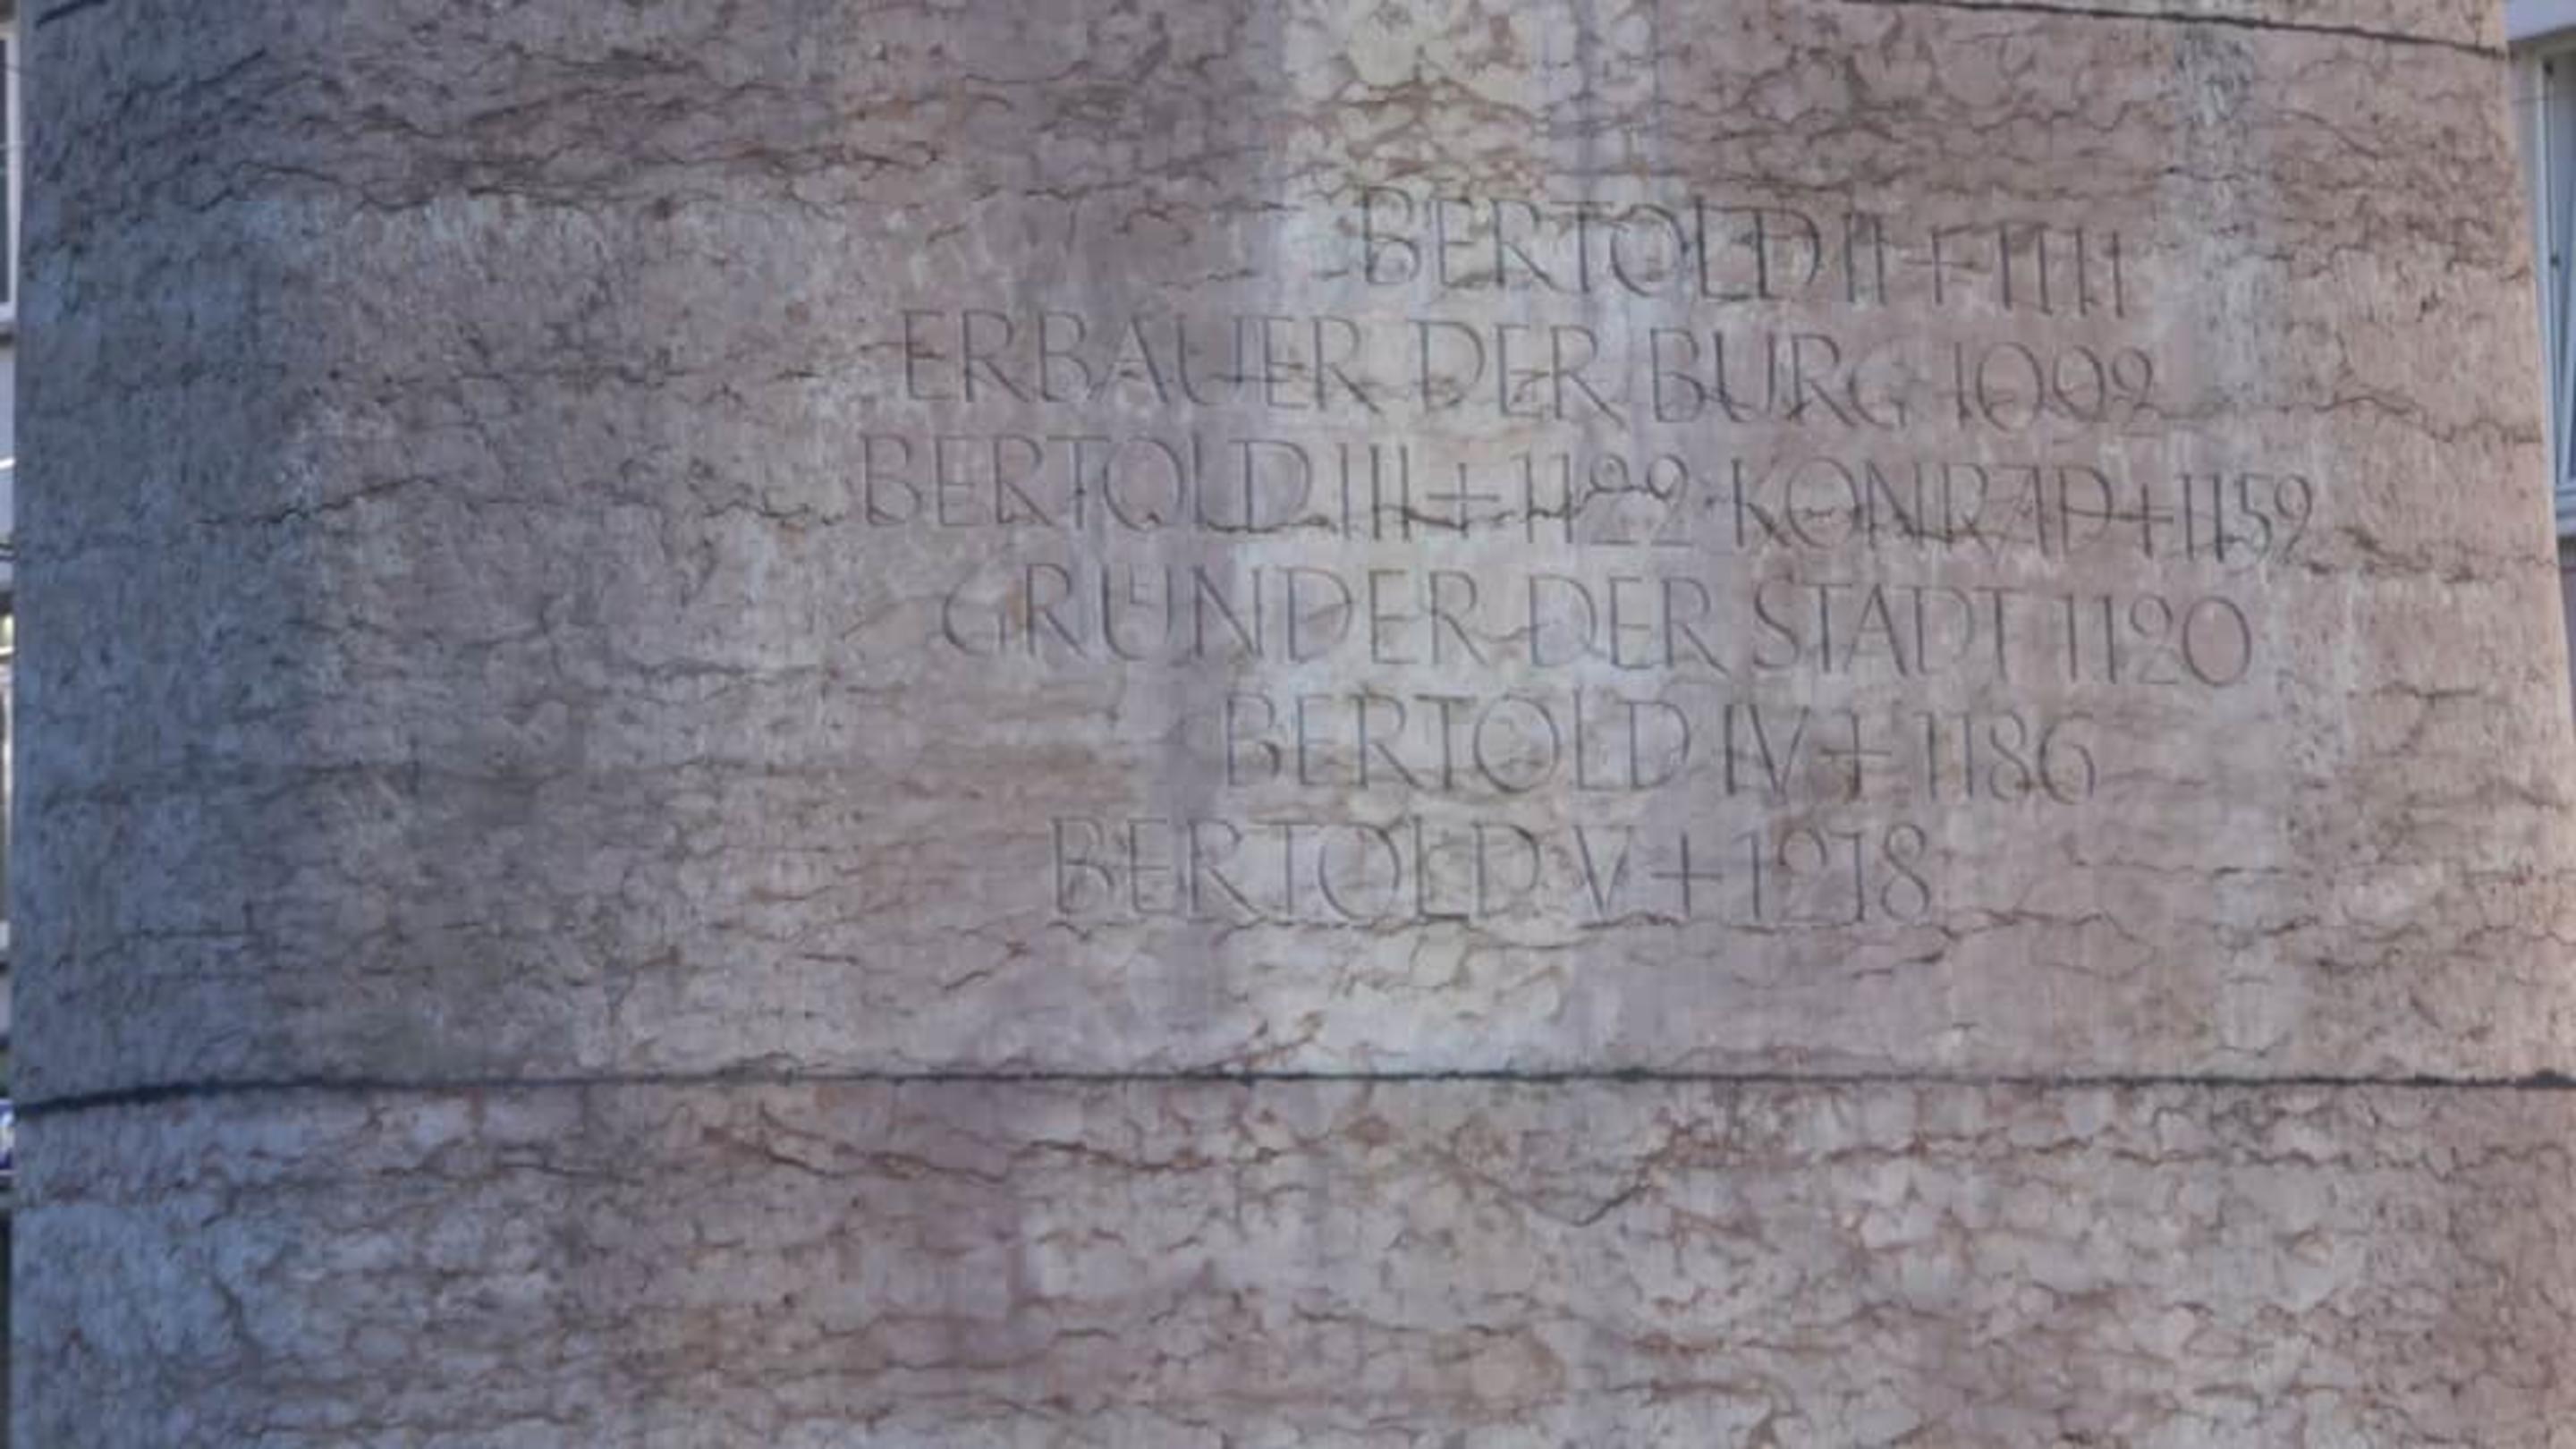 BERTOLD II + 1111
ERBAUER DER BURG 1092
BERTOLD III + 1122 · KONRAD + 1152
GRÜNDER DER STADT 1120
BERTOLD IV + 1186
BERTOLD V + 1218